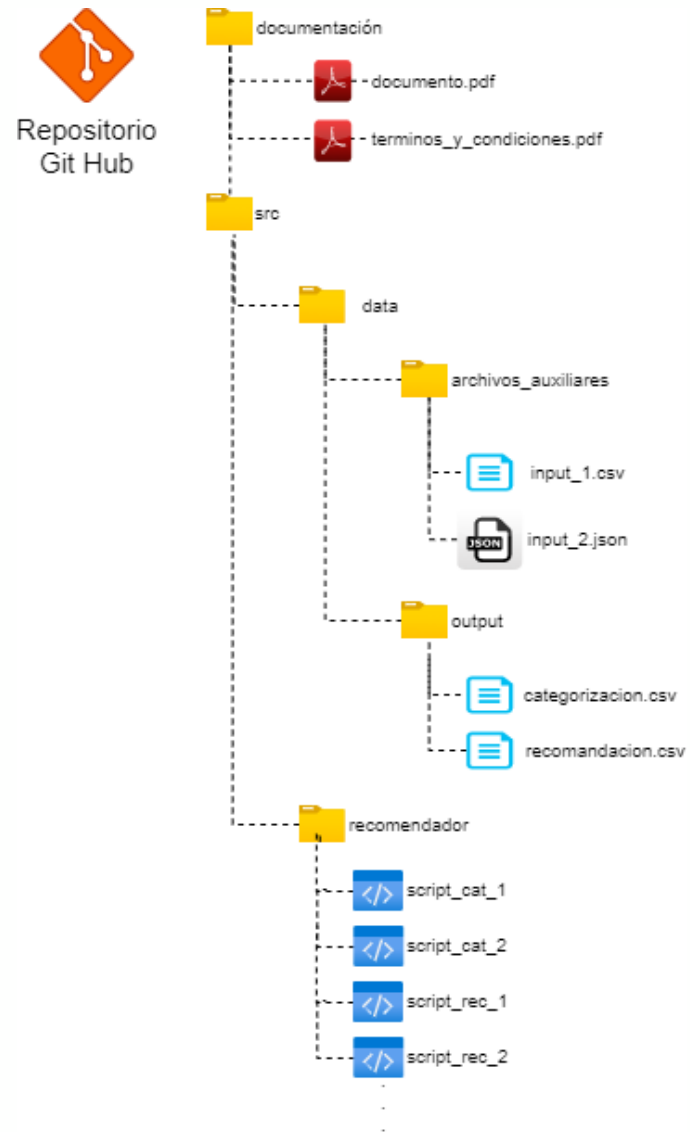 documentación
documento.pdf
Repositorio
Git Hub
terminos_y_condiciones.pdf
src
data
archivos_auxiliares
input_1.csv
JSON
input_2.json
output
categorizacion.csv
recomandacion.csv
recomendador
</> script_cat_1
</> script_cat_2
</> script_rec_1
</> script_rec_2